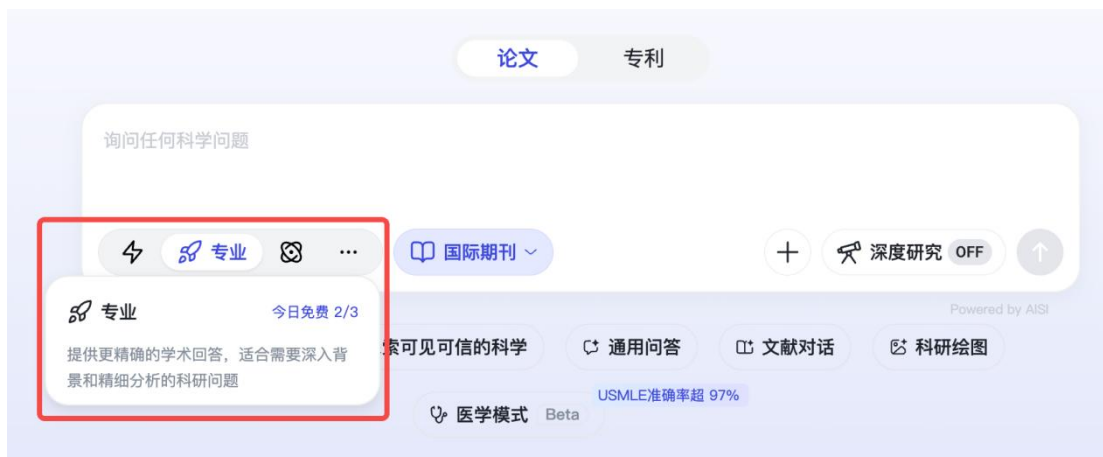 论文 专利
询问任何科学问题
专业 ... 国际期刊 深度研究 OFF
专业 今日免费 2/3
提供更精确的学术回答，适合需要深入背
景和精细分析的科研问题
Powered by AISI
索可见可信的科学 通用问答 文献对话 科研绘图
USMLE准确率超 97%
医学模式 Beta